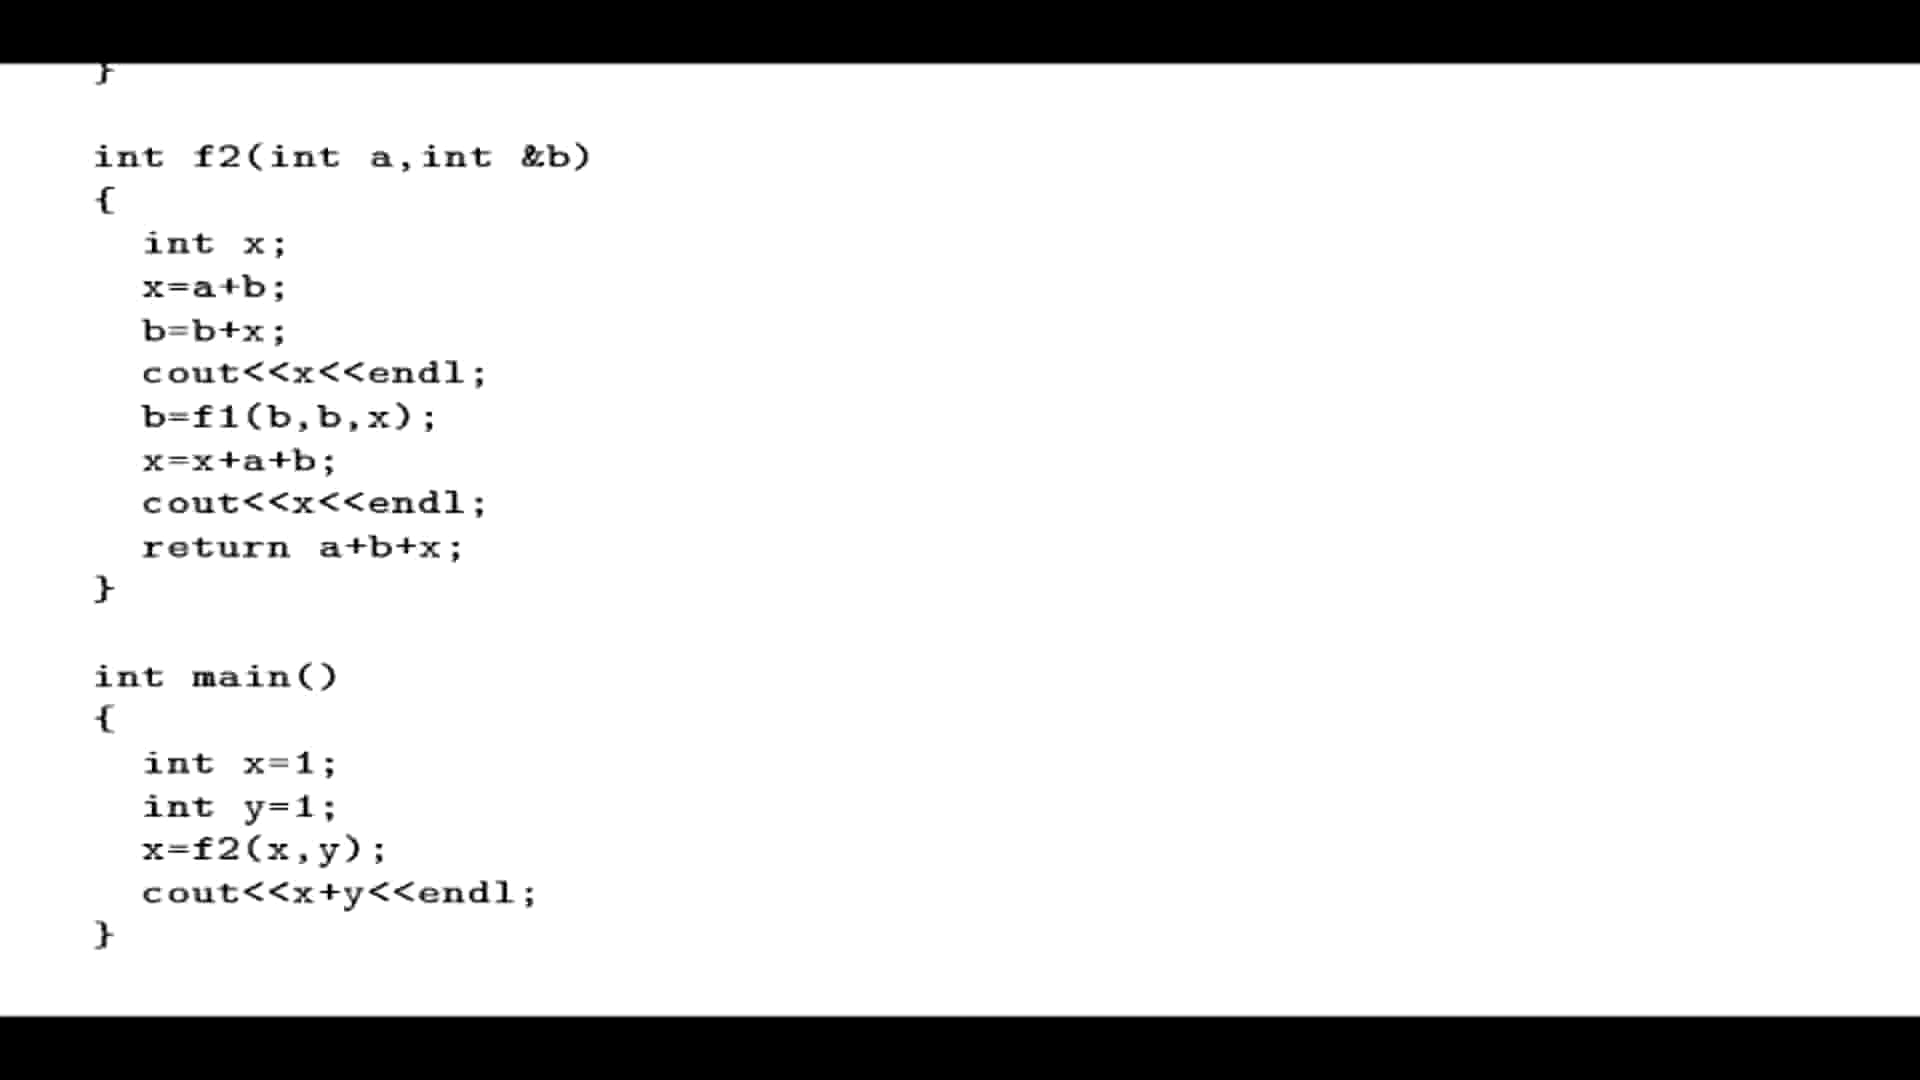 }
int f2(int a,int &b)
{
int x;
x=a+b;
b=b+x;
cout<<x<<endl;
b=f1(b,b,x);
x=x+a+b;
cout<<x<<endl;
return a+b+x;
}
int main()
{
int x=1;
int y=1;
x=f2(x,y);
cout<<x+y<<endl;
}